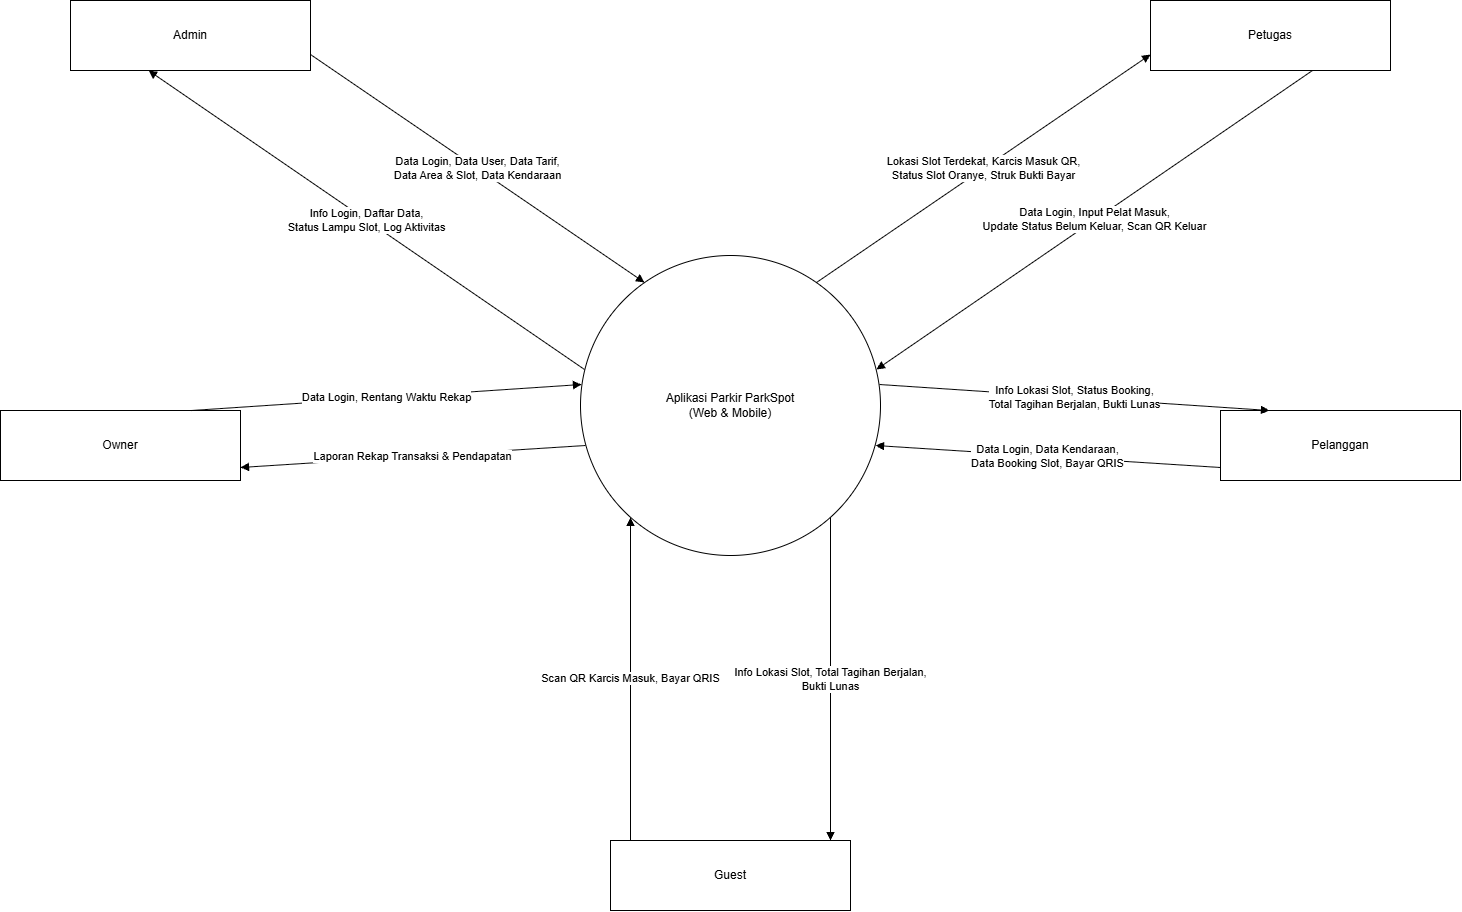 Admin
Petugas
Data Login, Data User, Data Tarif,
Data Area & Slot, Data Kendaraan
Lokasi Slot Terdekat, Karcis Masuk QR,
Status Slot Oranye, Struk Bukti Bayar
Info Login, Daftar Data,
Status Lampu Slot, Log Aktivitas
Data Login, Input Pelat Masuk,
Update Status Belum Keluar, Scan QR Keluar
Aplikasi Parkir ParkSpot
(Web & Mobile)
Data Login, Rentang Waktu Rekap
Info Lokasi Slot, Status Booking,
Total Tagihan Berjalan, Bukti Lunas
Owner
Pelanggan
Laporan Rekap Transaksi & Pendapatan
Data Login, Data Kendaraan,
Data Booking Slot, Bayar QRIS
Scan QR Karcis Masuk, Bayar QRIS
Info Lokasi Slot, Total Tagihan Berjalan,
Bukti Lunas
Guest